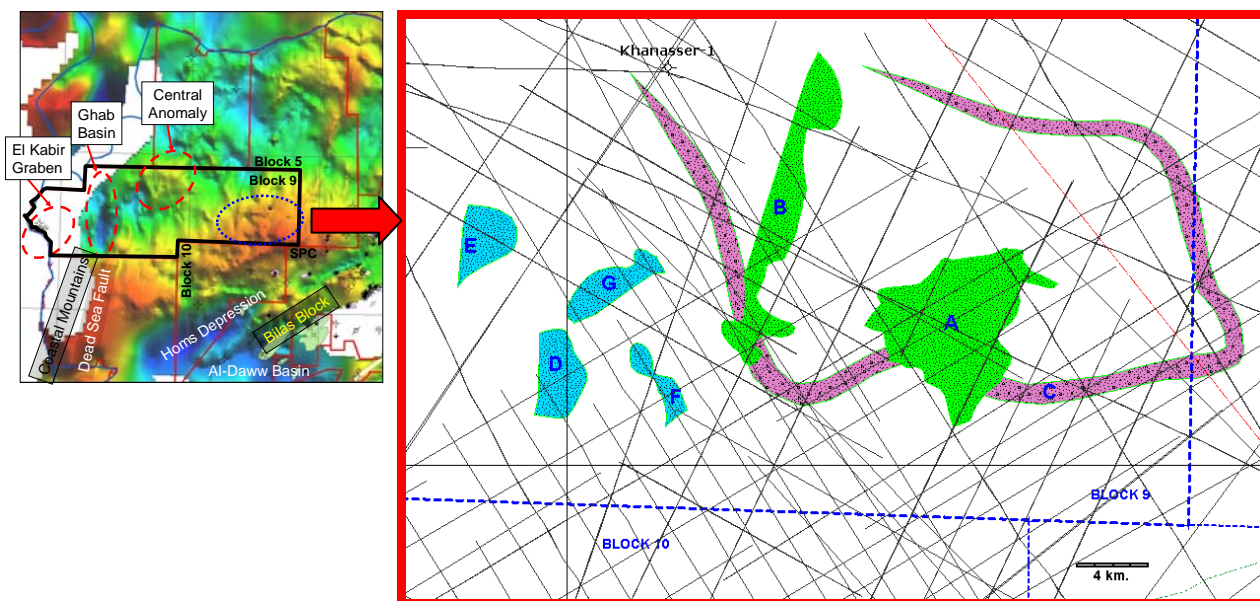 Central
Anomaly
Ghab
Basin
El Kabir
Graben
Block 5
Block 9
Block 10
SPC
Coastal Mountains
Dead Sea Fault
Homs Depression
Bilas Block
Al-Daww Basin
Khanasser-1
B
E
G
A
D
F
C
BLOCK 9
BLOCK 10
4 km.